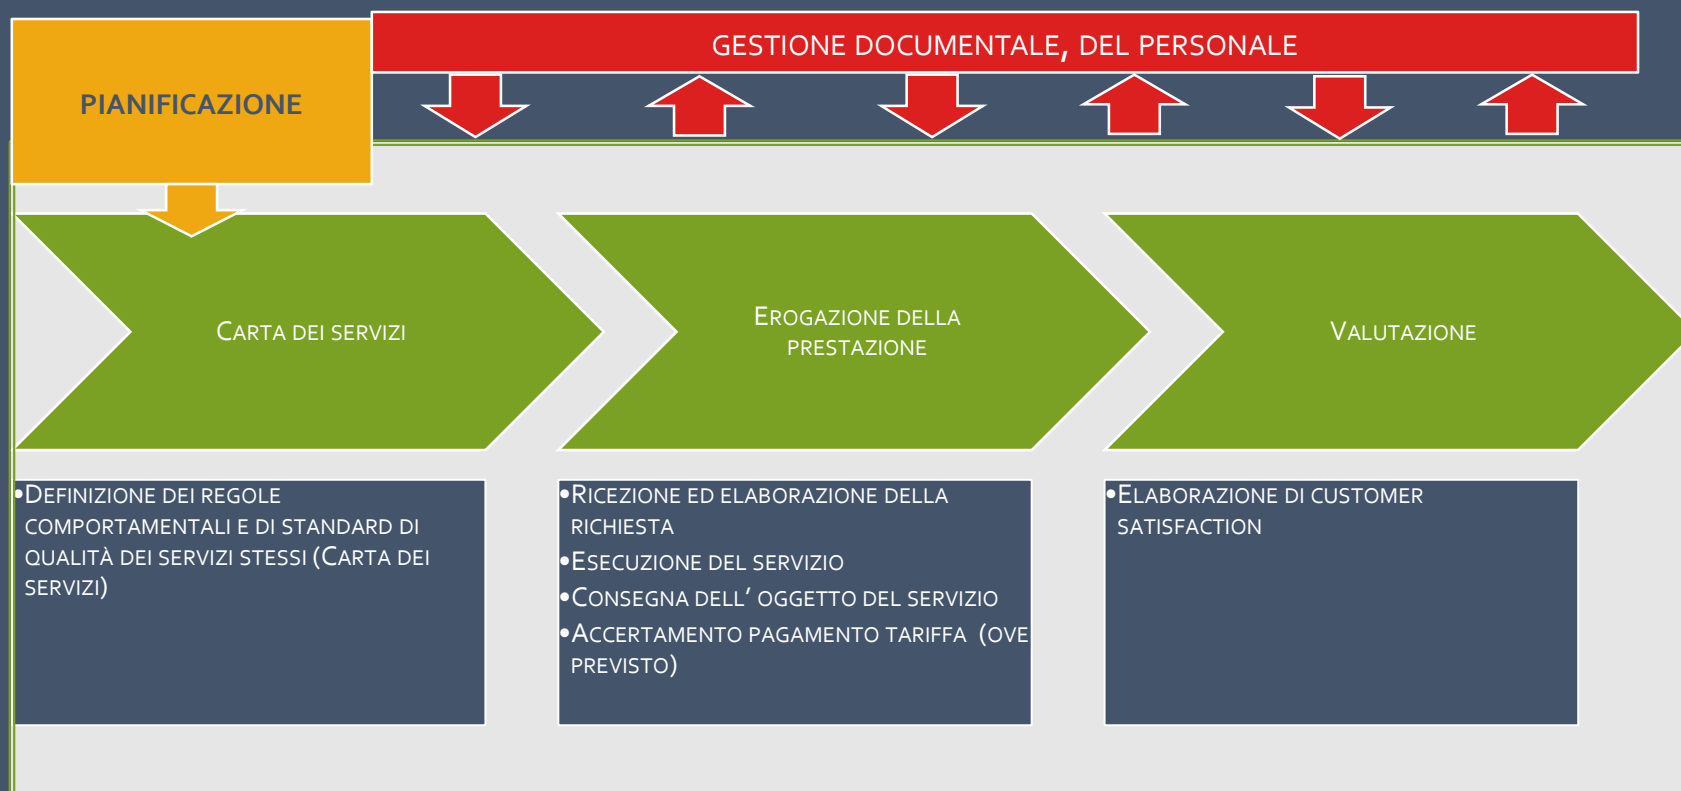 GESTIONE DOCUMENTALE, DEL PERSONALE
PIANIFICAZIONE
CARTA DEI SERVIZI
EROGAZIONE DELLA
PRESTAZIONE
VALUTAZIONE
•DEFINIZIONE DEI REGOLE
COMPORTAMENTALI E DI STANDARD DI
QUALITÀ DEI SERVIZI STESSI (CARTA DEI
SERVIZI)
•RICEZIONE ED ELABORAZIONE DELLA
RICHIESTA
•ESECUZIONE DEL SERVIZIO
•CONSEGNA DELL' OGGETTO DEL SERVIZIO
•ACCERTAMENTO PAGAMENTO TARIFFA (OVE
PREVISTO)
•ELABORAZIONE DI CUSTOMER
SATISFACTION